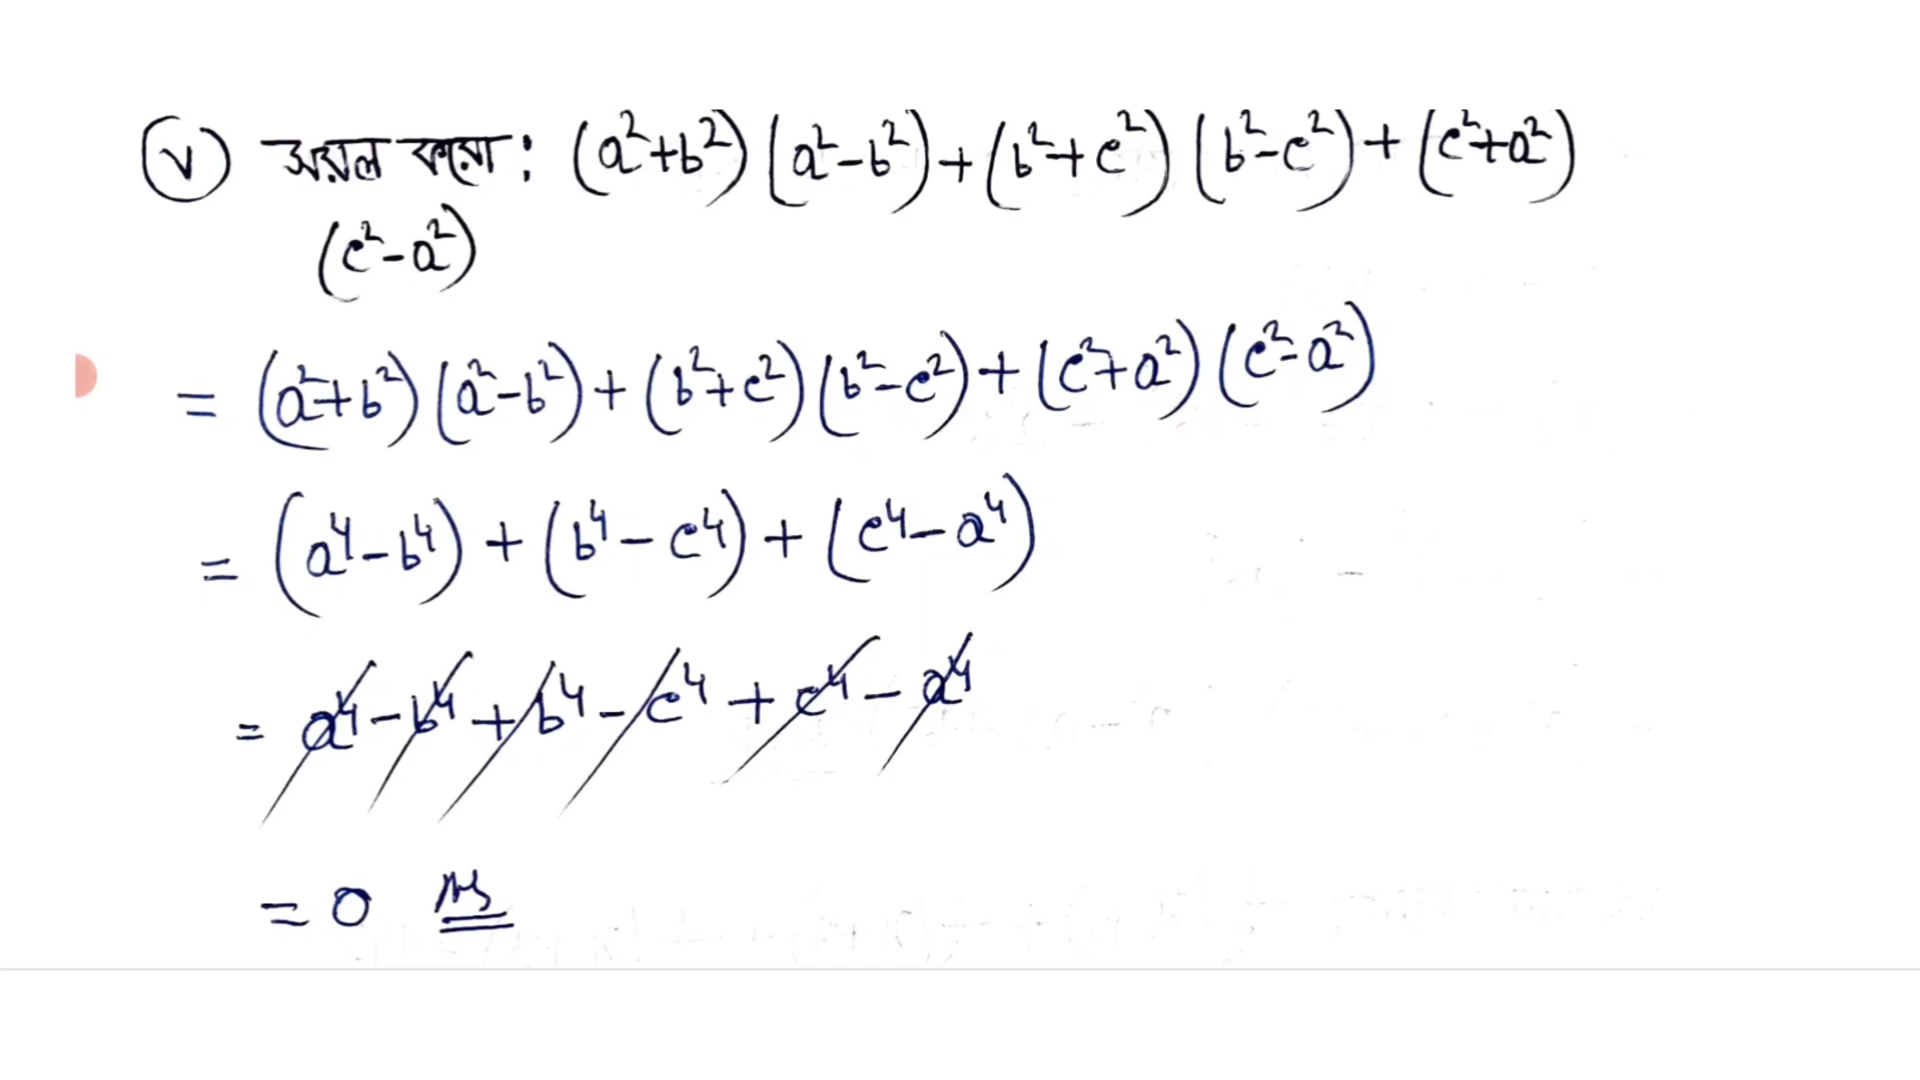 (v) সরল করো: (a²+b²)(a²-b²)+(b²+c²)(b²-c²)+(c²+a²)
(c²-a²)
= (a²+b²)(a²-b²)+(b²+c²)(b²-c²)+(c²+a²)(c²-a²)
= (a⁴-b⁴)+(b⁴-c⁴)+(c⁴-a⁴)
= a⁴-b⁴+b⁴-c⁴+c⁴-a⁴
= 0 Ans